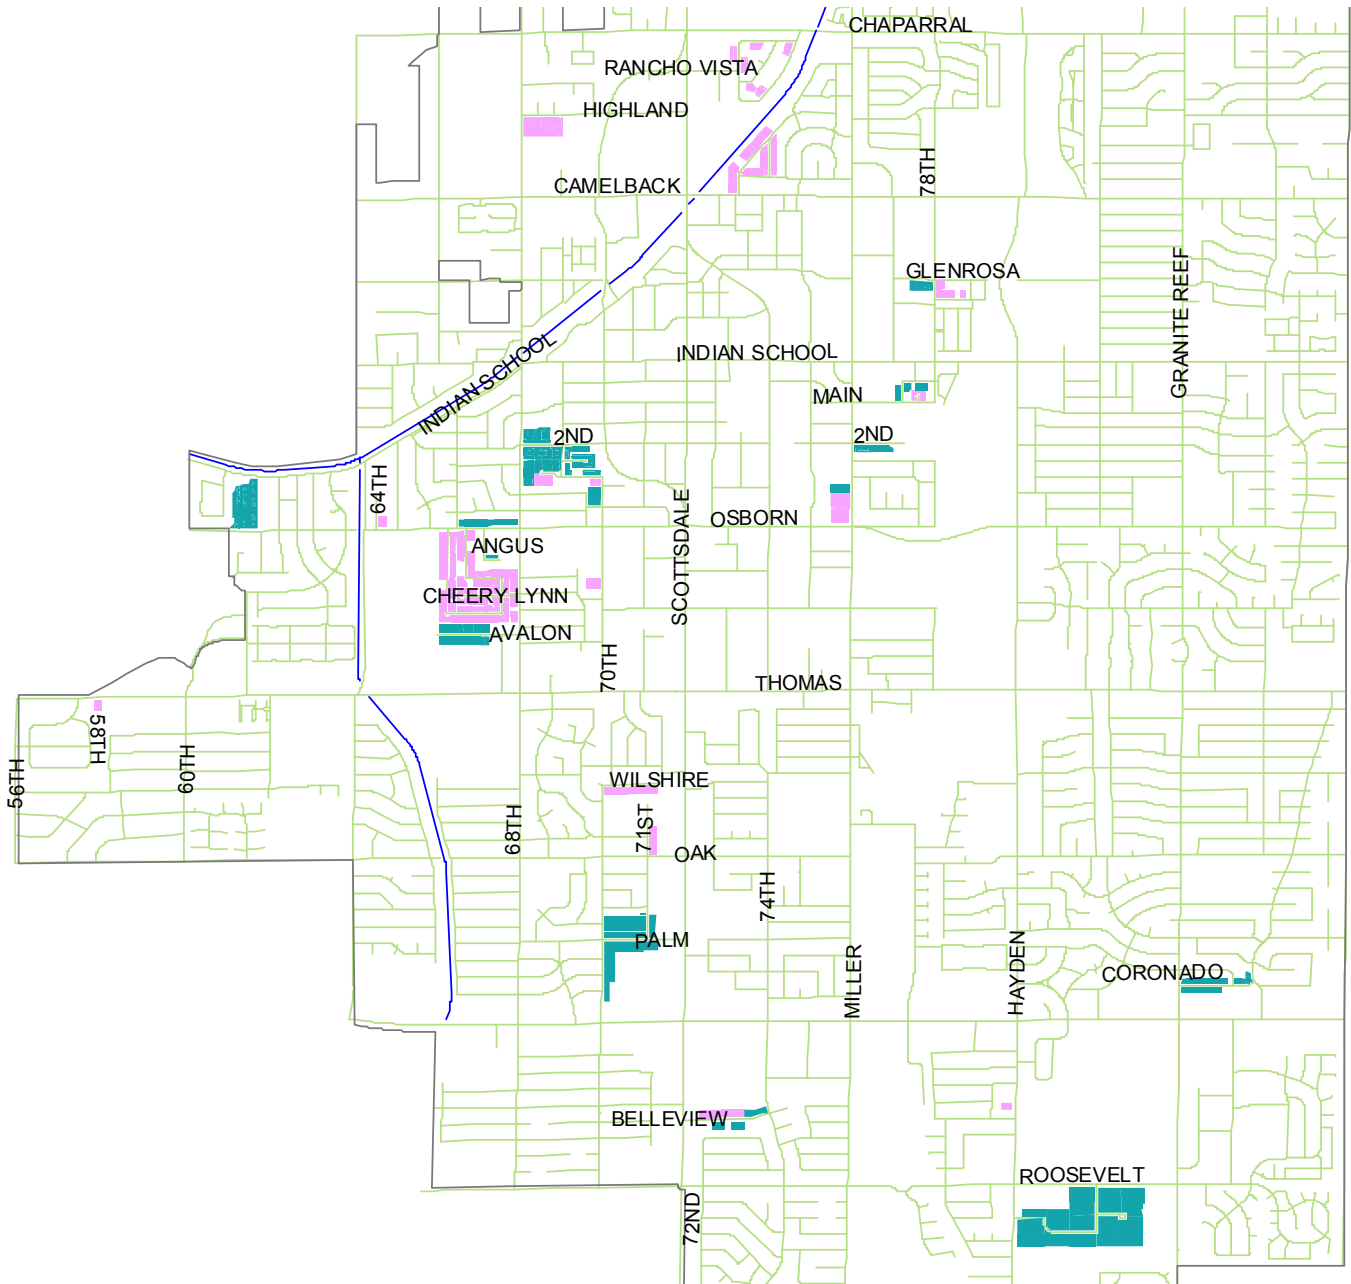 CHAPARRAL
RANCHO VISTA
HIGHLAND
78TH
CAMELBACK
GLENROSA
GRANITE REEF
INDIAN SCHOOL
INDIAN SCHOOL
MAIN
2ND
2ND
64TH
SCOTTSDALE
OSBORN
ANGUS
CHEERY LYNN
AVALON
70TH
THOMAS
58TH
60TH
56TH
WILSHIRE
68TH
71ST
OAK
74TH
PALM
MILLER
HAYDEN
CORONADO
BELLEVIEW
ROOSEVELT
72ND